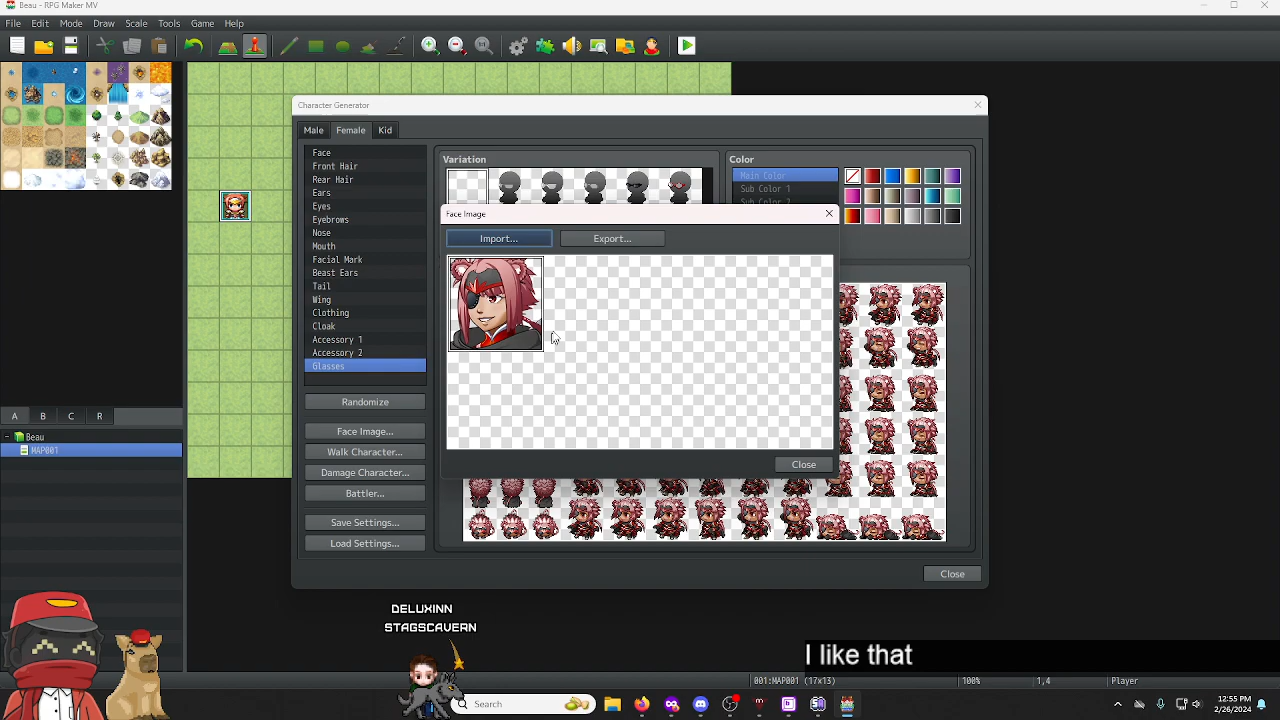 Beau - RPG Maker MV
File Edit Mode Draw Scale Tools Game Help
Character Generator
Male Female Kid
Face
Front Hair
Rear Hair
Ears
Eyes
Eyebrows
Nose
Mouth
Facial Mark
Beast Ears
Tail
Wing
Clothing
Cloak
Accessory 1
Accessory 2
Glasses
Randomize
Face Image...
Walk Character...
Damage Character...
Battler...
Save Settings...
Load Settings...
Variation
Color
Main Color
Sub Color 1
Sub Color 2
Face Image
Import... Export...
Close
Close
A B C R
Beau
MAP001
DELUXINN
STAGSCAVERN
I like that
001:MAP001 (17x13) 100% 1,4 Player
Search
12:55 PM
2/26/2024